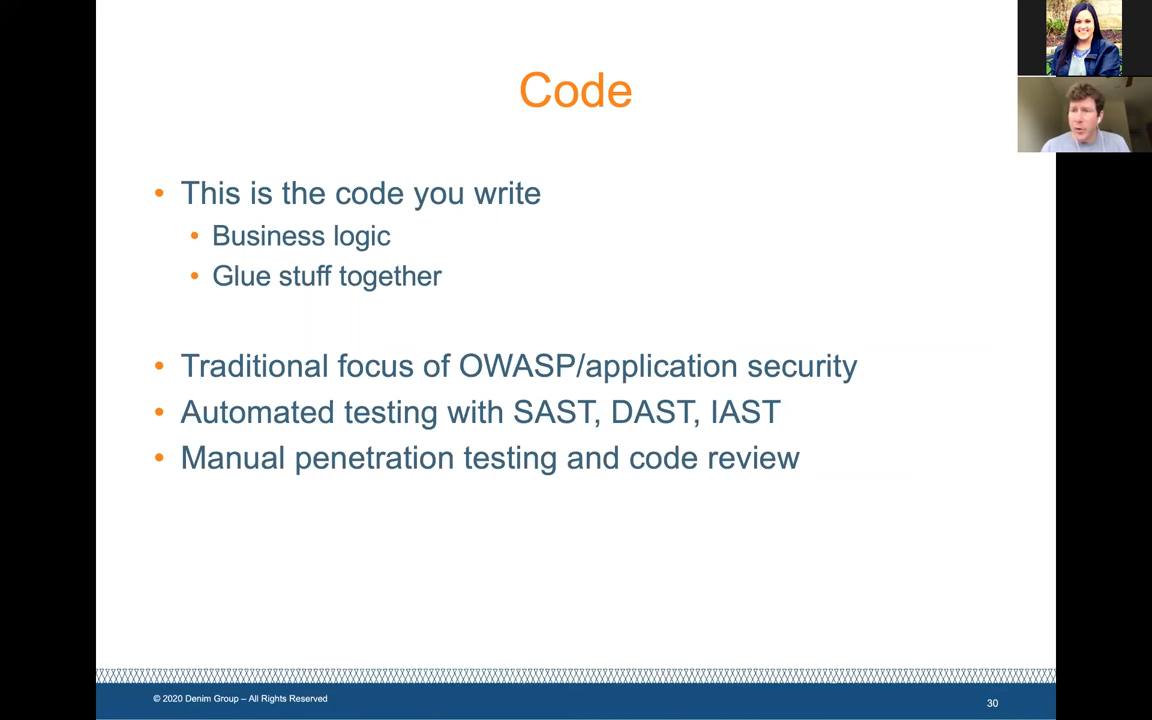 Code
• This is the code you write
• Business logic
• Glue stuff together
• Traditional focus of OWASP/application security
• Automated testing with SAST, DAST, IAST
• Manual penetration testing and code review
© 2020 Denim Group – All Rights Reserved
30